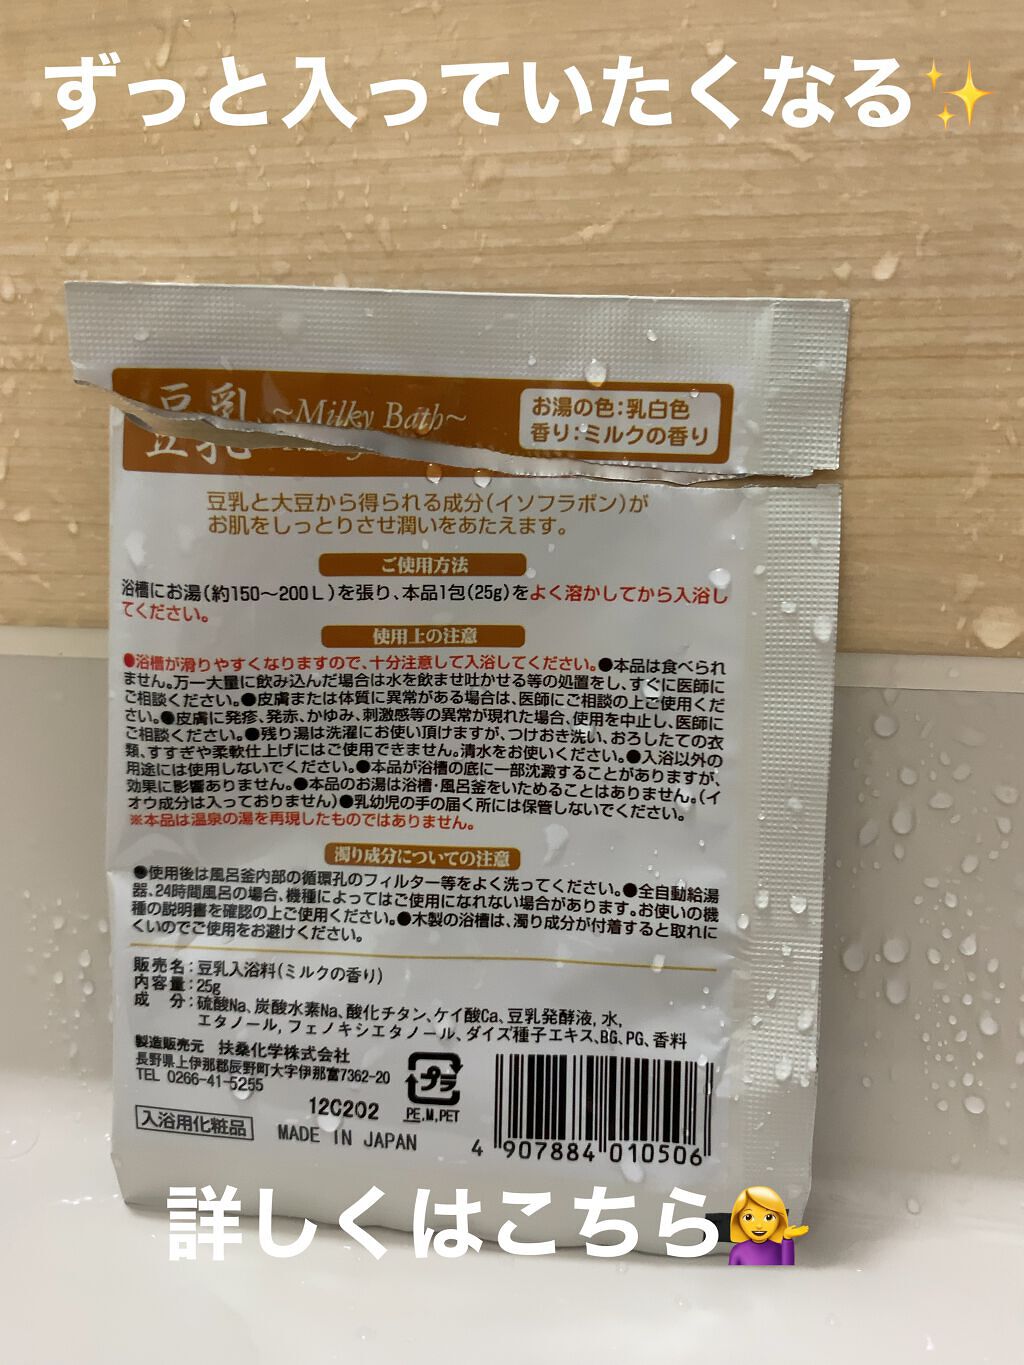 ずっと入っていたくなる✨
豆乳 ~Milky Bath~
お湯の色:乳白色
香り:ミルクの香り
豆乳と大豆から得られる成分(イソフラボン)が
お肌をしっとりさせ潤いをあたえます。
ご使用方法
浴槽にお湯(約150〜200L)を張り、本品1包(25g)をよく溶かしてから入浴し
てください。
使用上の注意
●浴槽が滑りやすくなりますので、十分注意して入浴してください。●本品は食べられ
ません。万一大量に飲み込んだ場合は水を飲ませ吐かせる等の処置をし、すぐに医師に
ご相談ください。●皮膚または体質に異常がある場合は、医師にご相談の上ご使用くだ
さい。●皮膚に発疹、発赤、かゆみ、刺激感等の異常が現れた場合、使用を中止し、医師に
ご相談ください。●残り湯は洗濯にお使い頂けますが、つけおき洗い、おろしたての衣
類、すすぎや柔軟仕上げにはご使用できません。清水をお使いください。●入浴以外の
用途には使用しないでください。●本品が浴槽の底に一部沈澱することがありますが、
効果に影響ありません。●本品のお湯は浴槽・風呂釜をいためることはありません。(イ
オウ成分は入っておりません)●乳幼児の手の届く所には保管しないでください。
※本品は温泉の湯を再現したものではありません。
濁り成分についての注意
●使用後は風呂釜内部の循環孔のフィルター等をよく洗ってください。●全自動給湯
器、24時間風呂の場合、機種によってはご使用になれない場合があります。お使いの機
種の説明書を確認の上ご使用ください。●木製の浴槽は、濁り成分が付着すると取れに
くいのでご使用をお避けください。
販売名:豆乳入浴料(ミルクの香り)
内容量:25g
成 分:硫酸Na、炭酸水素Na、酸化チタン、ケイ酸Ca、豆乳発酵液、水、
エタノール、フェノキシエタノール、ダイズ種子エキス、BG、PG、香料
製造販売元 扶桑化学株式会社
長野県上伊那郡辰野町大字伊那富7362-20
TEL 0266-41-5255
プラ
PE,M,PET
12C202
入浴用化粧品
MADE IN JAPAN
4 907884 010506
詳しくはこちら💁‍♀️